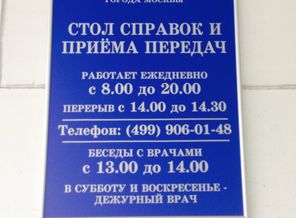 ГОРОДА МОСКВЫ
СТОЛ СПРАВОК И
ПРИЁМА ПЕРЕДАЧ
РАБОТАЕТ ЕЖЕДНЕВНО
с 8.00 до 20.00
ПЕРЕРЫВ с 14.00 до 14.30
Телефон: (499) 906-01-48
БЕСЕДЫ С ВРАЧАМИ
с 13.00 до 14.00
В СУББОТУ И ВОСКРЕСЕНЬЕ -
ДЕЖУРНЫЙ ВРАЧ